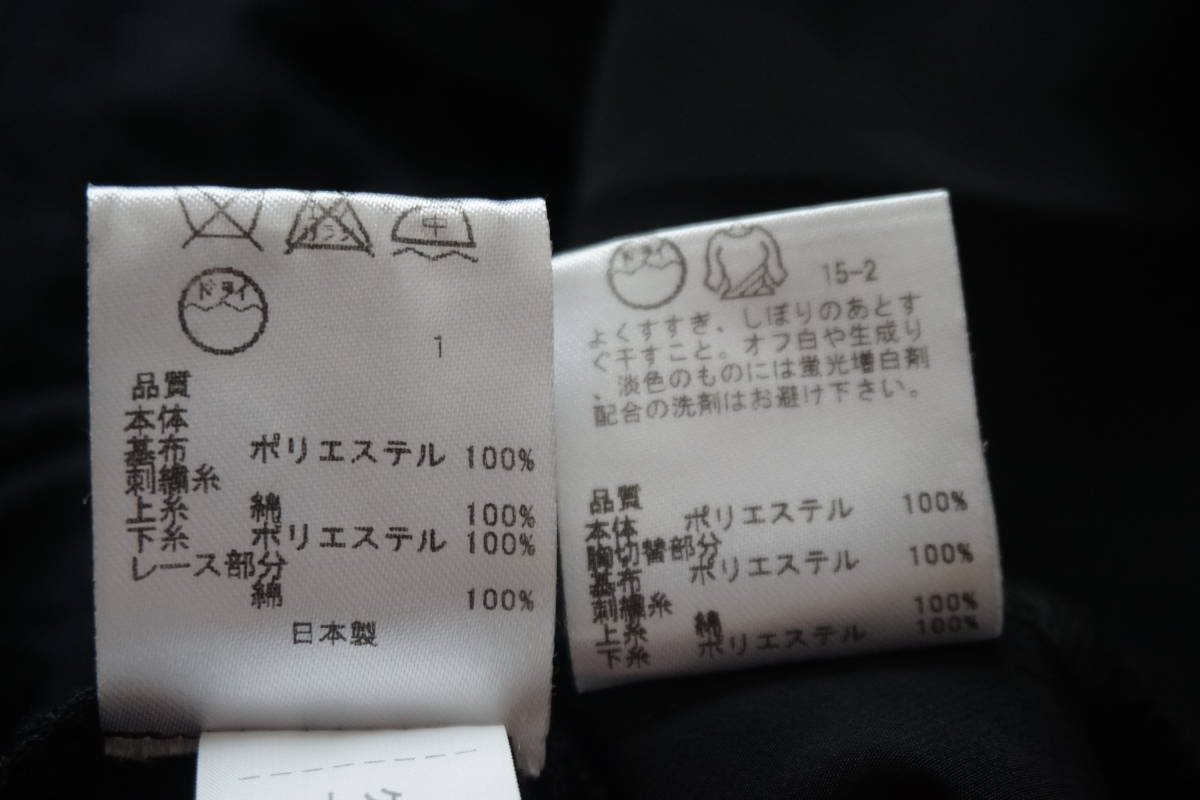 中
ドライ
1
品質
本体
基布 ポリエステル 100%
刺繍糸
上糸 綿 100%
下糸 ポリエステル 100%
レース部分
綿 100%
日本製
ドライ
15-2
よくすすぎ、しぼりのあとす
ぐ干すこと。オフ白や生成り
、淡色のものには蛍光増白剤
配合の洗剤はお避け下さい。
品質
本体 ポリエステル 100%
胸切替部分
基布 ポリエステル 100%
刺繍糸
上糸 綿 100%
下糸 ポリエステル 100%